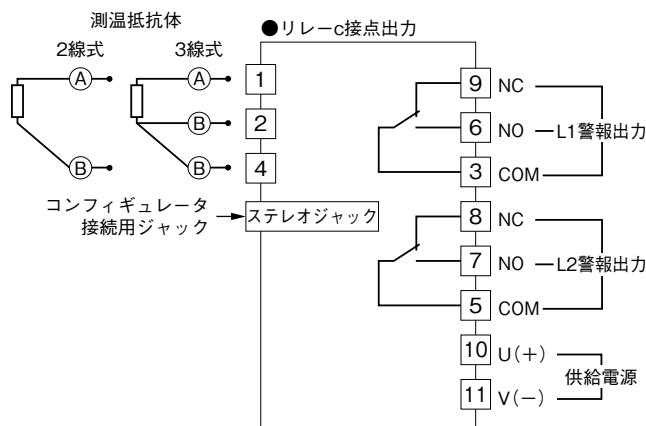 測温抵抗体
2線式
3線式
A
B
A
B
B
1
2
4
コンフィギュレータ
接続用ジャック
ステレオジャック
●リレーc接点出力
9 NC
6 NO
3 COM
L1警報出力
8 NC
7 NO
5 COM
L2警報出力
10 U(+)
11 V(−)
供給電源